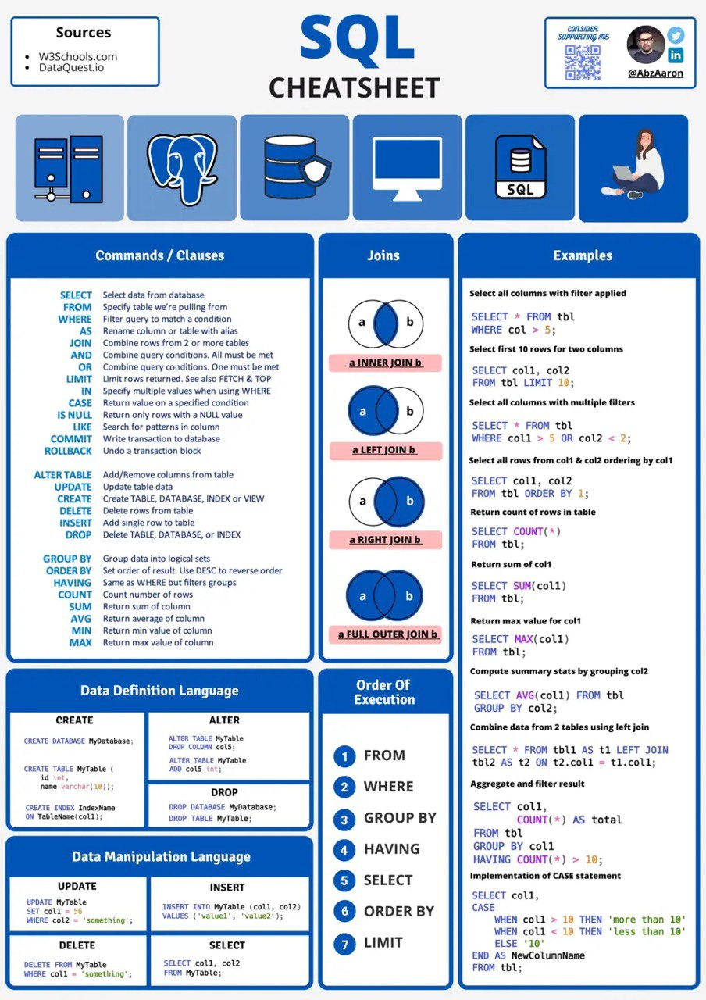 Sources
• W3Schools.com
• DataQuest.io
SQL
CHEATSHEET
CONSIDER
SUPPORTING ME
@AbzAaron
SQL
Commands / Clauses
SELECT Select data from database
FROM Specify table we're pulling from
WHERE Filter query to match a condition
AS Rename column or table with alias
JOIN Combine rows from 2 or more tables
AND Combine query conditions. All must be met
OR Combine query conditions. One must be met
LIMIT Limit rows returned. See also FETCH & TOP
IN Specify multiple values when using WHERE
CASE Return value on a specified condition
IS NULL Return only rows with a NULL value
LIKE Search for patterns in column
COMMIT Write transaction to database
ROLLBACK Undo a transaction block
ALTER TABLE Add/Remove columns from table
UPDATE Update table data
CREATE Create TABLE, DATABASE, INDEX or VIEW
DELETE Delete rows from table
INSERT Add single row to table
DROP Delete TABLE, DATABASE, or INDEX
GROUP BY Group data into logical sets
ORDER BY Set order of result. Use DESC to reverse order
HAVING Same as WHERE but filters groups
COUNT Count number of rows
SUM Return sum of column
AVG Return average of column
MIN Return min value of column
MAX Return max value of column
Joins
a b
a INNER JOIN b
a b
a LEFT JOIN b
a b
a RIGHT JOIN b
a b
a FULL OUTER JOIN b
Examples
Select all columns with filter applied
SELECT * FROM tbl
WHERE col > 5;
Select first 10 rows for two columns
SELECT col1, col2
FROM tbl LIMIT 10;
Select all columns with multiple filters
SELECT * FROM tbl
WHERE col1 > 5 OR col2 < 2;
Select all rows from col1 & col2 ordering by col1
SELECT col1, col2
FROM tbl ORDER BY 1;
Return count of rows in table
SELECT COUNT(*)
FROM tbl;
Return sum of col1
SELECT SUM(col1)
FROM tbl;
Return max value for col1
SELECT MAX(col1)
FROM tbl;
Compute summary stats by grouping col2
SELECT AVG(col1) FROM tbl
GROUP BY col2;
Combine data from 2 tables using left join
SELECT * FROM tbl1 AS t1 LEFT JOIN
tbl2 AS t2 ON t2.col1 = t1.col1;
Aggregate and filter result
SELECT col1,
COUNT(*) AS total
FROM tbl
GROUP BY col1
HAVING COUNT(*) > 10;
Implementation of CASE statement
SELECT col1,
CASE
WHEN col1 > 10 THEN 'more than 10'
WHEN col1 < 10 THEN 'less than 10'
ELSE '10'
END AS NewColumnName
FROM tbl;
Data Definition Language
CREATE
CREATE DATABASE MyDatabase;
CREATE TABLE MyTable (
id int,
name varchar(10));
CREATE INDEX IndexName
ON TableName(col1);
ALTER
ALTER TABLE MyTable
DROP COLUMN col5;
ALTER TABLE MyTable
ADD col5 int;
DROP
DROP DATABASE MyDatabase;
DROP TABLE MyTable;
Data Manipulation Language
UPDATE
UPDATE MyTable
SET col1 = 56
WHERE col2 = 'something';
INSERT
INSERT INTO MyTable (col1, col2)
VALUES ('value1', 'value2');
DELETE
DELETE FROM MyTable
WHERE col1 = 'something';
SELECT
SELECT col1, col2
FROM MyTable;
Order Of
Execution
1 FROM
2 WHERE
3 GROUP BY
4 HAVING
5 SELECT
6 ORDER BY
7 LIMIT